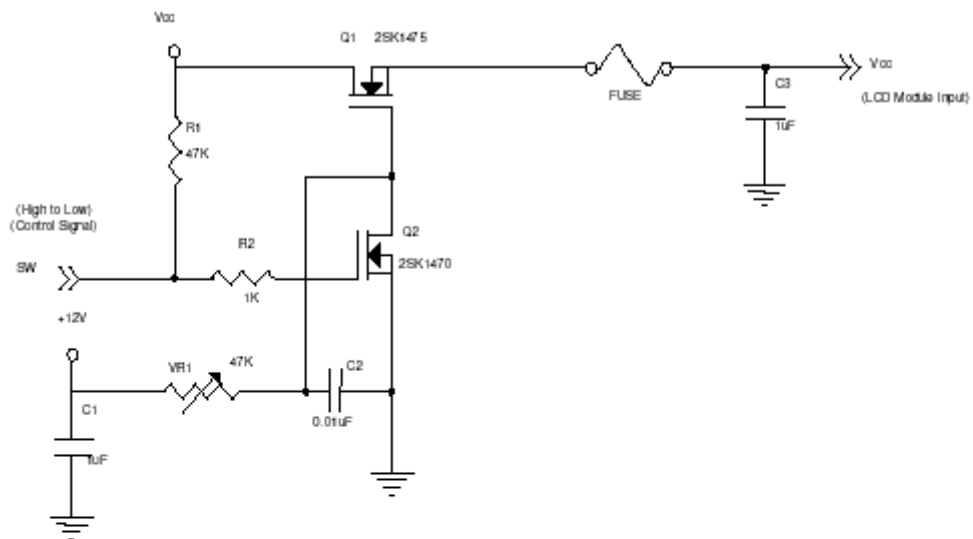 Vcc
Q1 2SK1475
FUSE
C3
1uF
Vcc
(LCD Module Input)
R1
47K
(High to Low)
(Control Signal)
SW
R2
1K
Q2
2SK1470
+12V
VR1
47K
C2
0.01uF
C1
1uF